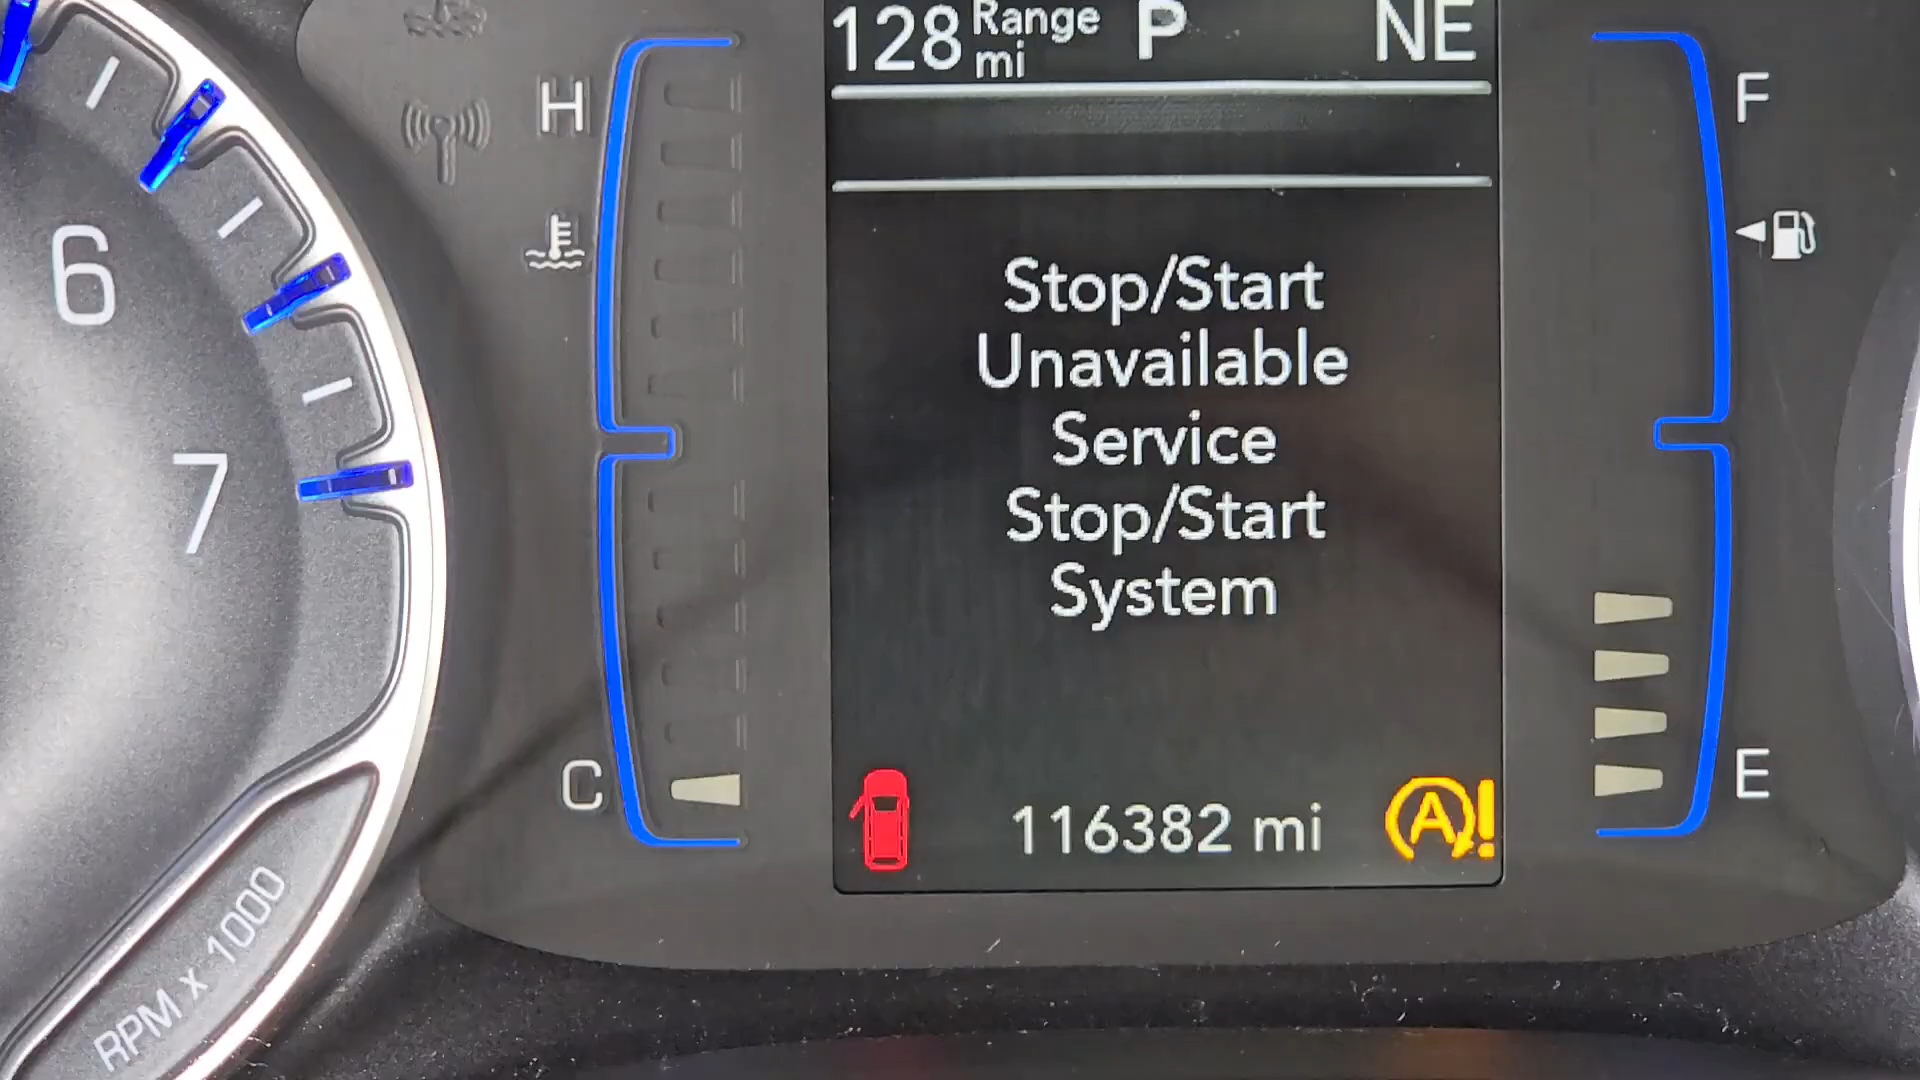 128 Range mi P NE
H
F
6
7
Stop/Start
Unavailable
Service
Stop/Start
System
C
E
116382 mi A!
RPM x 1000